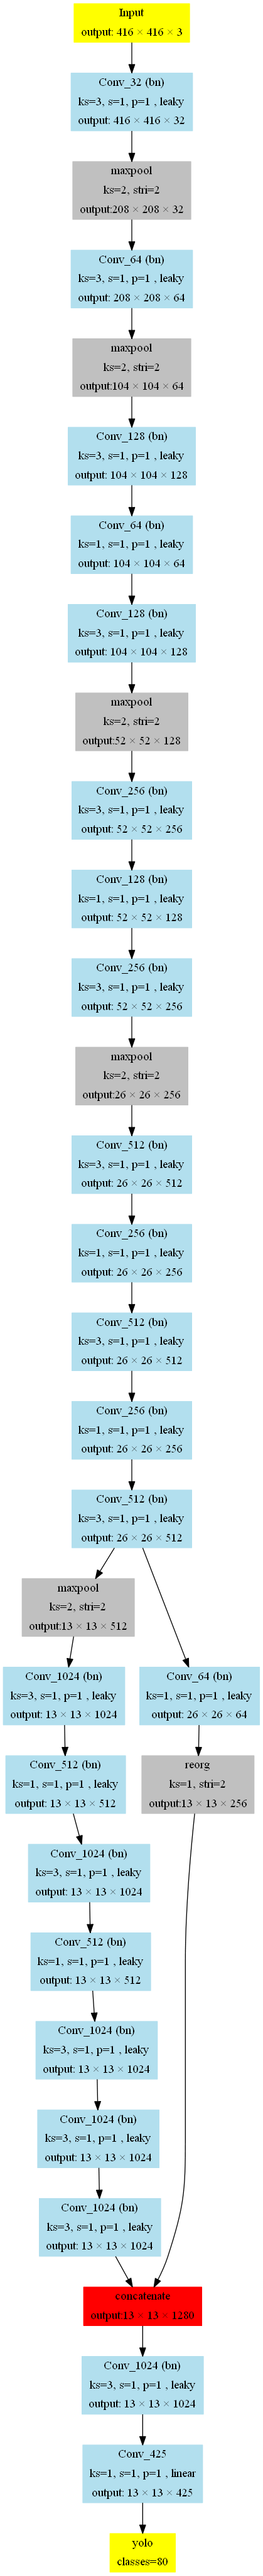 Input
output: 416 × 416 × 3
Conv_32 (bn)
ks=3, s=1, p=1 , leaky
output: 416 × 416 × 32
maxpool
ks=2, stri=2
output:208 × 208 × 32
Conv_64 (bn)
ks=3, s=1, p=1 , leaky
output: 208 × 208 × 64
maxpool
ks=2, stri=2
output:104 × 104 × 64
Conv_128 (bn)
ks=3, s=1, p=1 , leaky
output: 104 × 104 × 128
Conv_64 (bn)
ks=1, s=1, p=1 , leaky
output: 104 × 104 × 64
Conv_128 (bn)
ks=3, s=1, p=1 , leaky
output: 104 × 104 × 128
maxpool
ks=2, stri=2
output:52 × 52 × 128
Conv_256 (bn)
ks=3, s=1, p=1 , leaky
output: 52 × 52 × 256
Conv_128 (bn)
ks=1, s=1, p=1 , leaky
output: 52 × 52 × 128
Conv_256 (bn)
ks=3, s=1, p=1 , leaky
output: 52 × 52 × 256
maxpool
ks=2, stri=2
output:26 × 26 × 256
Conv_512 (bn)
ks=3, s=1, p=1 , leaky
output: 26 × 26 × 512
Conv_256 (bn)
ks=1, s=1, p=1 , leaky
output: 26 × 26 × 256
Conv_512 (bn)
ks=3, s=1, p=1 , leaky
output: 26 × 26 × 512
Conv_256 (bn)
ks=1, s=1, p=1 , leaky
output: 26 × 26 × 256
Conv_512 (bn)
ks=3, s=1, p=1 , leaky
output: 26 × 26 × 512
maxpool
ks=2, stri=2
output:13 × 13 × 512
Conv_1024 (bn)
ks=3, s=1, p=1 , leaky
output: 13 × 13 × 1024
Conv_64 (bn)
ks=1, s=1, p=1 , leaky
output: 26 × 26 × 64
Conv_512 (bn)
ks=1, s=1, p=1 , leaky
output: 13 × 13 × 512
reorg
ks=1, stri=2
output:13 × 13 × 256
Conv_1024 (bn)
ks=3, s=1, p=1 , leaky
output: 13 × 13 × 1024
Conv_512 (bn)
ks=1, s=1, p=1 , leaky
output: 13 × 13 × 512
Conv_1024 (bn)
ks=3, s=1, p=1 , leaky
output: 13 × 13 × 1024
Conv_1024 (bn)
ks=3, s=1, p=1 , leaky
output: 13 × 13 × 1024
Conv_1024 (bn)
ks=3, s=1, p=1 , leaky
output: 13 × 13 × 1024
concatenate
output:13 × 13 × 1280
Conv_1024 (bn)
ks=3, s=1, p=1 , leaky
output: 13 × 13 × 1024
Conv_425
ks=1, s=1, p=1 , linear
output: 13 × 13 × 425
yolo
classes=80